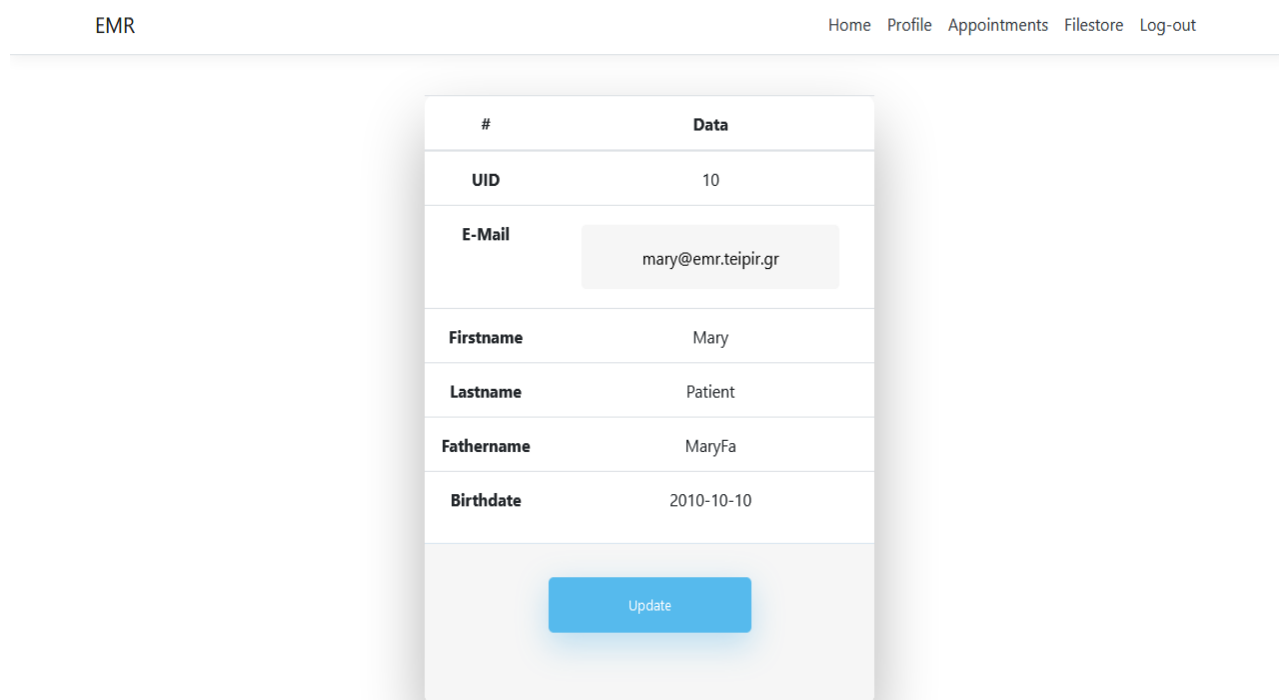 EMR Home Profile Appointments Filestore Log-out
# Data
UID 10
E-Mail mary@emr.teipir.gr
Firstname Mary
Lastname Patient
Fathername MaryFa
Birthdate 2010-10-10
Update